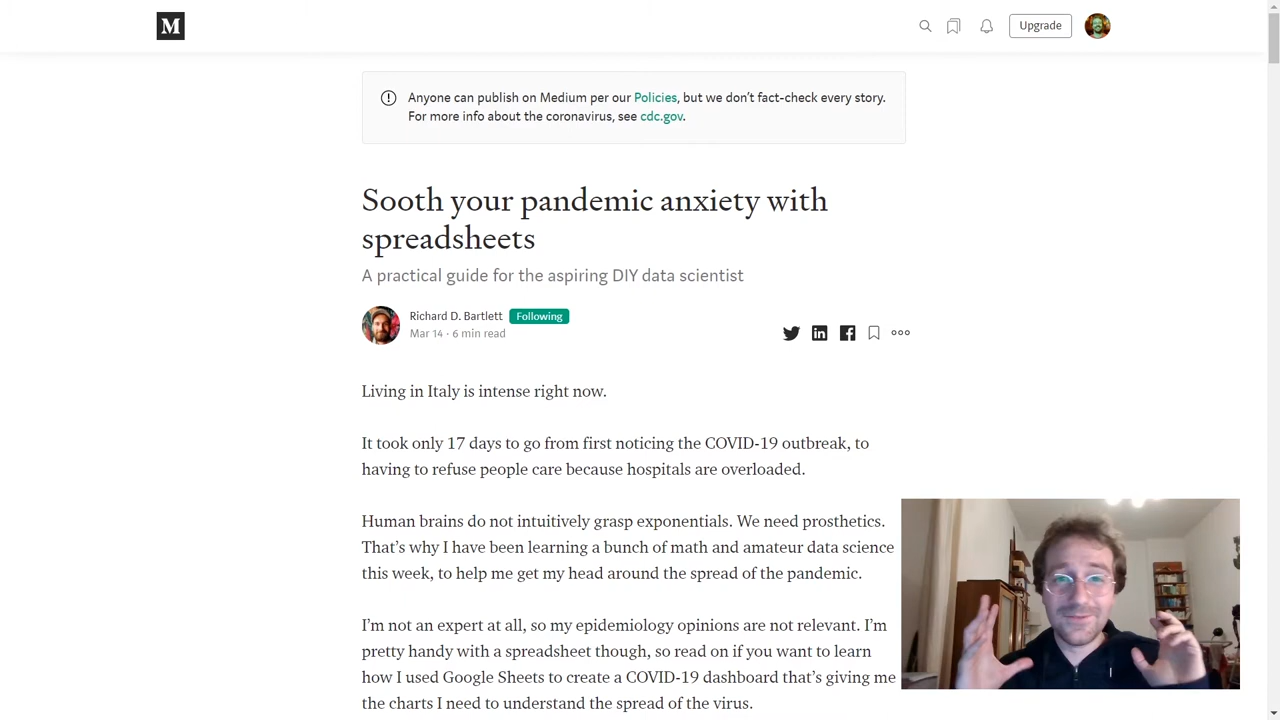 M
Upgrade
Anyone can publish on Medium per our Policies, but we don’t fact-check every story.
For more info about the coronavirus, see cdc.gov.
Sooth your pandemic anxiety with
spreadsheets
A practical guide for the aspiring DIY data scientist
Richard D. Bartlett Following
Mar 14 · 6 min read
Living in Italy is intense right now.
It took only 17 days to go from first noticing the COVID-19 outbreak, to
having to refuse people care because hospitals are overloaded.
Human brains do not intuitively grasp exponentials. We need prosthetics.
That’s why I have been learning a bunch of math and amateur data science
this week, to help me get my head around the spread of the pandemic.
I’m not an expert at all, so my epidemiology opinions are not relevant. I’m
pretty handy with a spreadsheet though, so read on if you want to learn
how I used Google Sheets to create a COVID-19 dashboard that’s giving me
the charts I need to understand the spread of the virus.